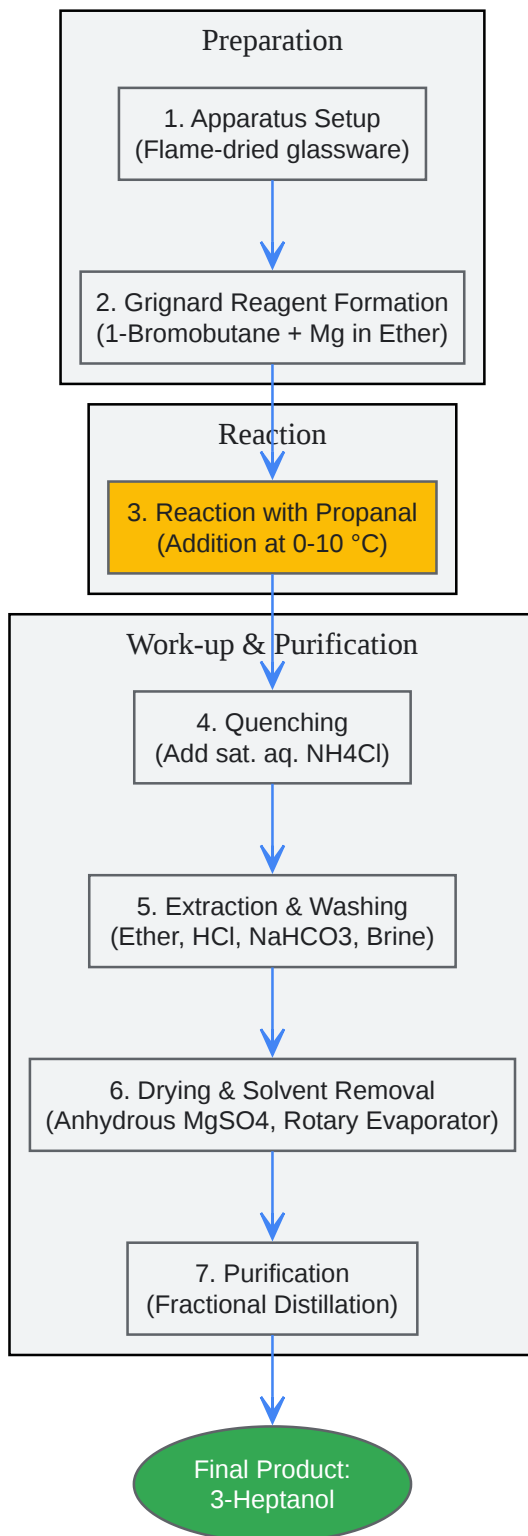 Preparation
1. Apparatus Setup
(Flame-dried glassware)
2. Grignard Reagent Formation
(1-Bromobutane + Mg in Ether)
Reaction
3. Reaction with Propanal
(Addition at 0-10 °C)
Work-up & Purification
4. Quenching
(Add sat. aq. NH4Cl)
5. Extraction & Washing
(Ether, HCl, NaHCO3, Brine)
6. Drying & Solvent Removal
(Anhydrous MgSO4, Rotary Evaporator)
7. Purification
(Fractional Distillation)
Final Product:
3-Heptanol